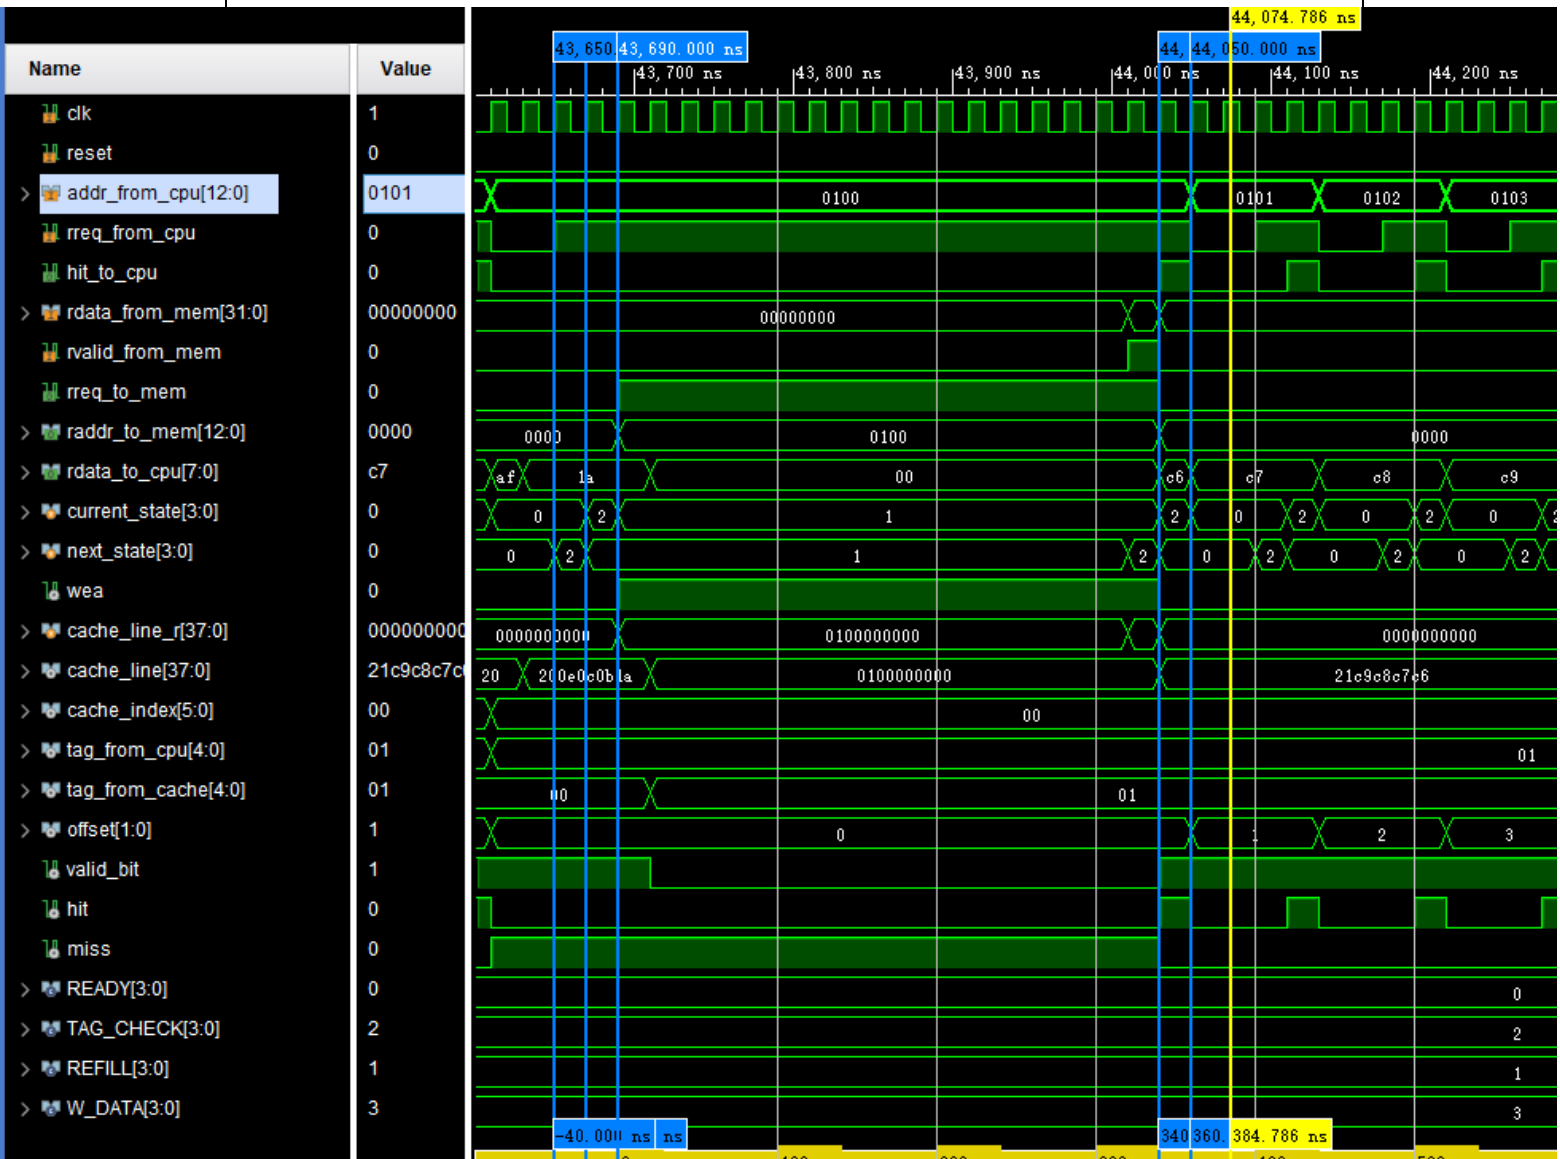 44,074.786 ns
43,650 43,690.000 ns 44, 44,050.000 ns
Name Value 43,700 ns 43,800 ns 43,900 ns 44,000 ns 44,100 ns 44,200 ns
clk 1
reset 0
addr_from_cpu[12:0] 0101 0100 0101 0102 0103
rreq_from_cpu 0
hit_to_cpu 0
rdata_from_mem[31:0] 00000000 00000000
rvalid_from_mem 0
rreq_to_mem 0
raddr_to_mem[12:0] 0000 0000 0100 0000
rdata_to_cpu[7:0] c7 af 1a 00 c6 c7 c8 c9
current_state[3:0] 0 0 2 1 2 0 2 0 2 0 2
next_state[3:0] 0 0 2 1 2 0 2 0 2 0 2
wea 0
cache_line_r[37:0] 000000000 0000000000 0100000000 0000000000
cache_line[37:0] 21c9c8c7c 20 200e0c0b1a 0100000000 21c9c8c7c6
cache_index[5:0] 00 00
tag_from_cpu[4:0] 01 01
tag_from_cache[4:0] 01 00 01
offset[1:0] 1 0 1 2 3
valid_bit 1
hit 0
miss 0
READY[3:0] 0 0
TAG_CHECK[3:0] 2 2
REFILL[3:0] 1 1
W_DATA[3:0] 3 3
-40.000 ns ns 340 360. 384.786 ns